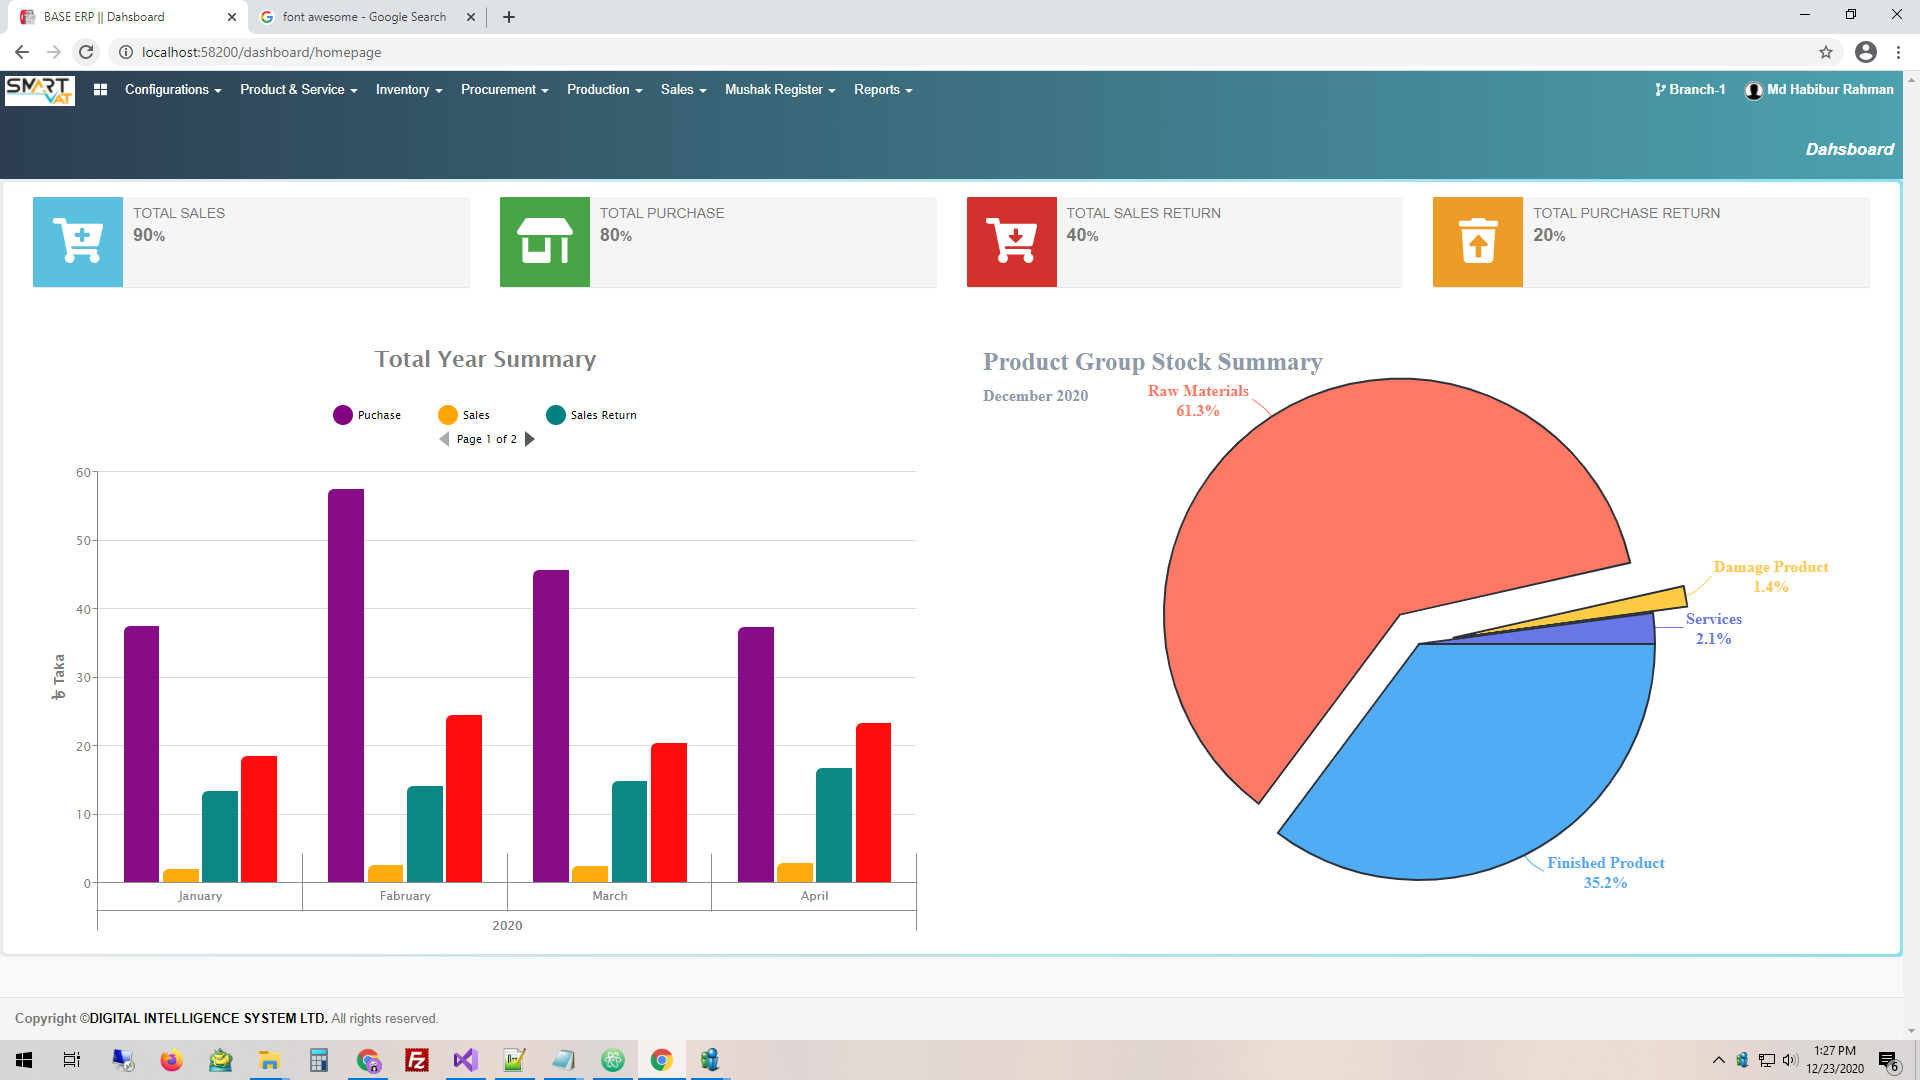 BASE ERP || Dahsboard
font awesome - Google Search
localhost:58200/dashboard/homepage
SMART VAT
Configurations
Product & Service
Inventory
Procurement
Production
Sales
Mushak Register
Reports
Branch-1
Md Habibur Rahman
Dahsboard
TOTAL SALES
90%
TOTAL PURCHASE
80%
TOTAL SALES RETURN
40%
TOTAL PURCHASE RETURN
20%
Total Year Summary
Puchase
Sales
Sales Return
Page 1 of 2
60
50
40
30
20
10
0
৳ Taka
January
Fabruary
March
April
2020
Product Group Stock Summary
December 2020
Raw Materials
61.3%
Damage Product
1.4%
Services
2.1%
Finished Product
35.2%
Copyright ©DIGITAL INTELLIGENCE SYSTEM LTD. All rights reserved.
1:27 PM
12/23/2020
6